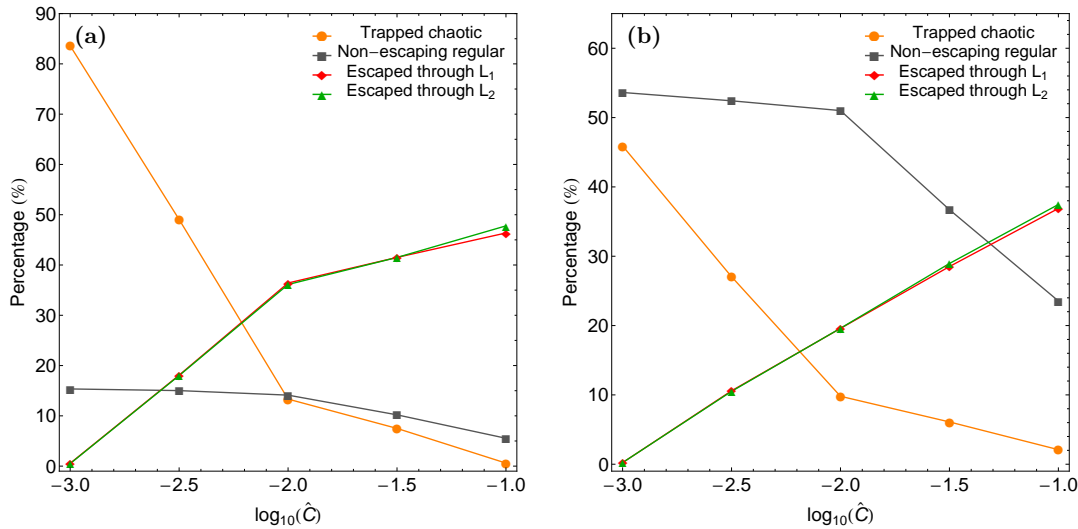 (a)
Trapped chaotic
Non−escaping regular
Escaped through L₁
Escaped through L₂
Percentage (%)
90
80
70
60
50
40
30
20
10
0
−3.0 −2.5 −2.0 −1.5 −1.0
log₁₀(Ĉ)
(b)
Trapped chaotic
Non−escaping regular
Escaped through L₁
Escaped through L₂
Percentage (%)
60
50
40
30
20
10
0
−3.0 −2.5 −2.0 −1.5 −1.0
log₁₀(Ĉ)